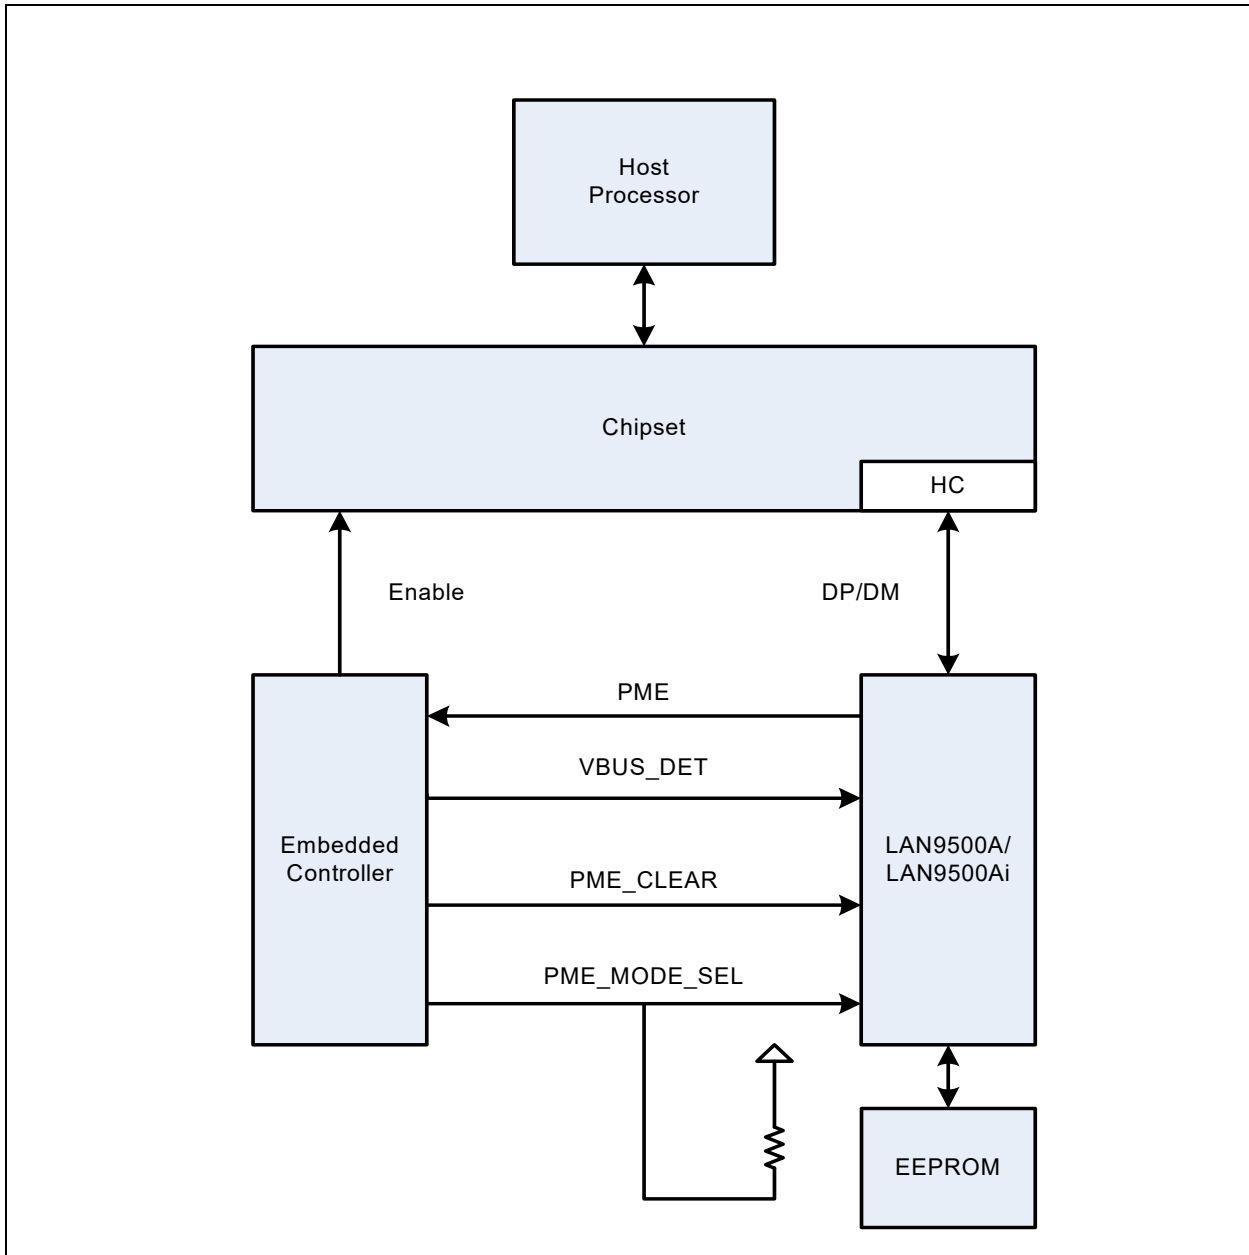 Host
Processor
Chipset
HC
Enable
DP/DM
PME
VBUS_DET
Embedded
Controller
LAN9500A/
LAN9500Ai
PME_CLEAR
PME_MODE_SEL
EEPROM